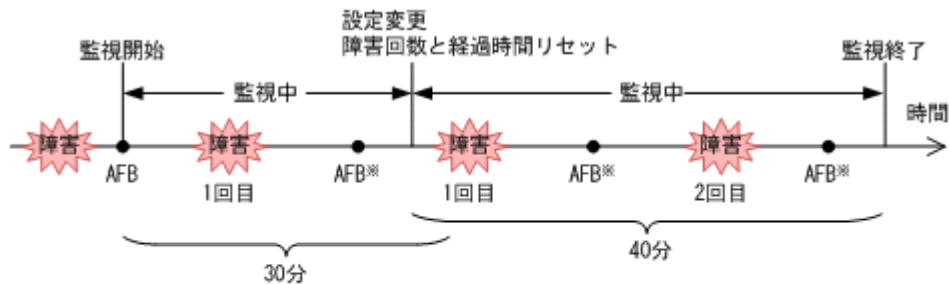 設定変更
障害回数と経過時間リセット
監視開始
監視終了
監視中
監視中
時間
障害
障害
障害
障害
AFB
AFB※
AFB※
AFB※
1回目
1回目
2回目
30分
40分